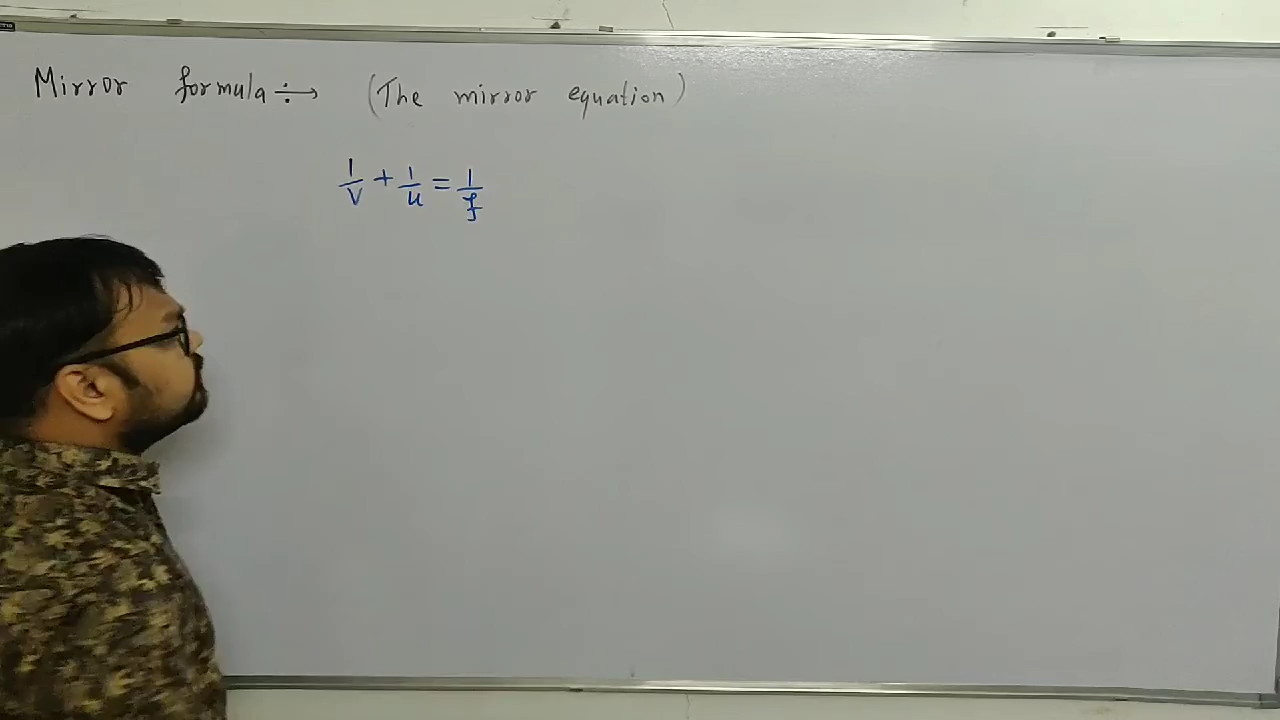 Mirror formula ÷→ (The mirror equation)
1/v + 1/u = 1/f